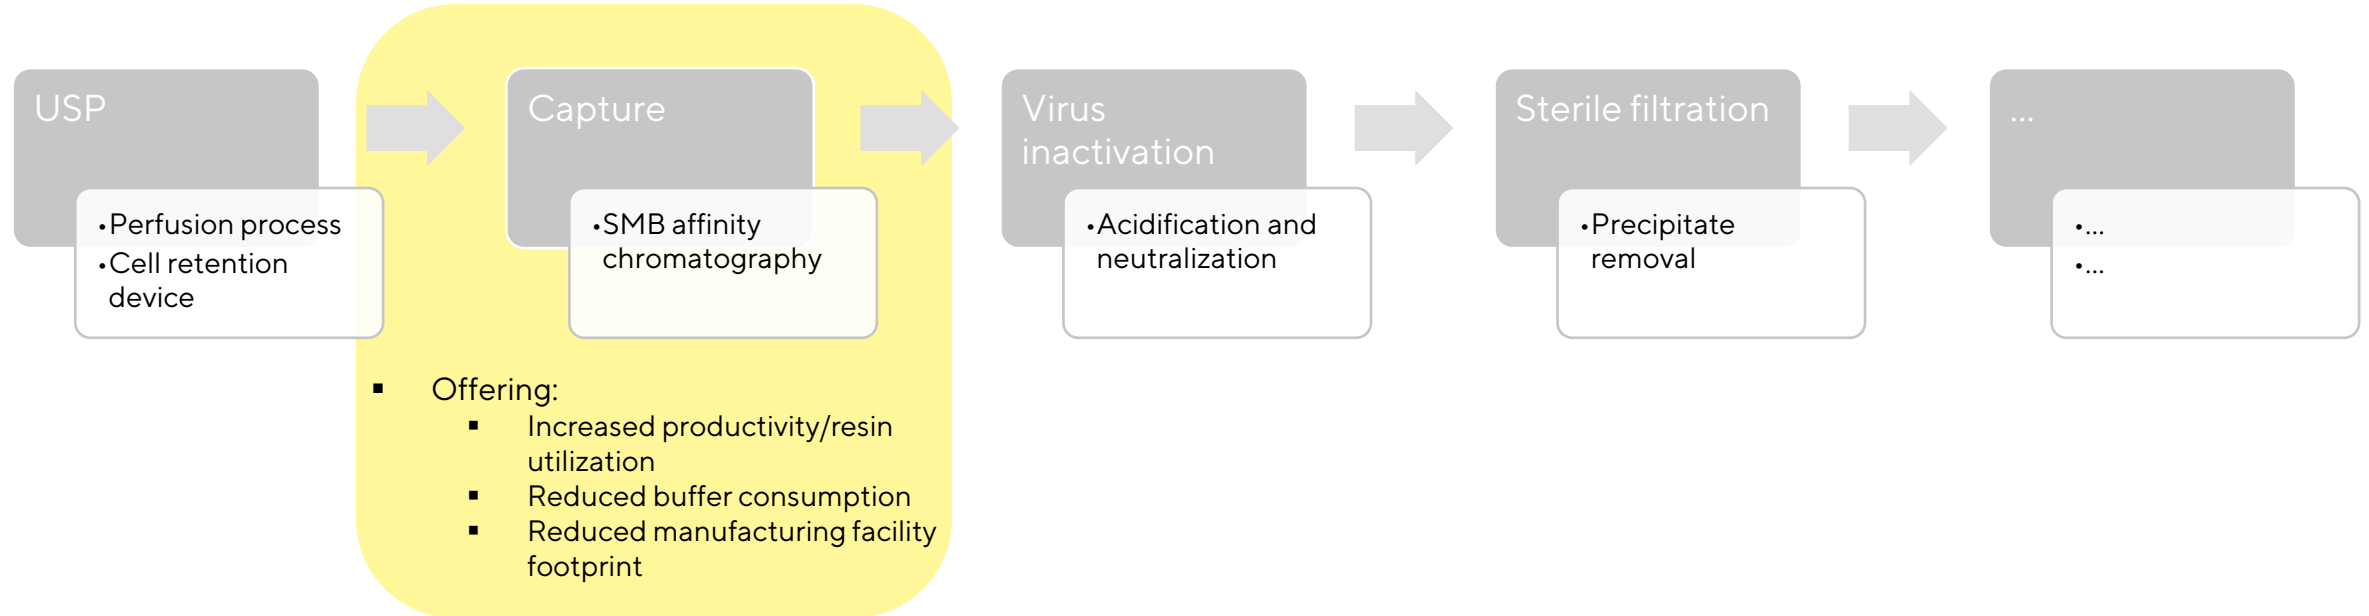 USP
•Perfusion process
•Cell retention
device
Capture
•SMB affinity
chromatography
▪ Offering:
▪ Increased productivity/resin
utilization
▪ Reduced buffer consumption
▪ Reduced manufacturing facility
footprint
Virus
inactivation
•Acidification and
neutralization
Sterile filtration
•Precipitate
removal
...
•...
•...